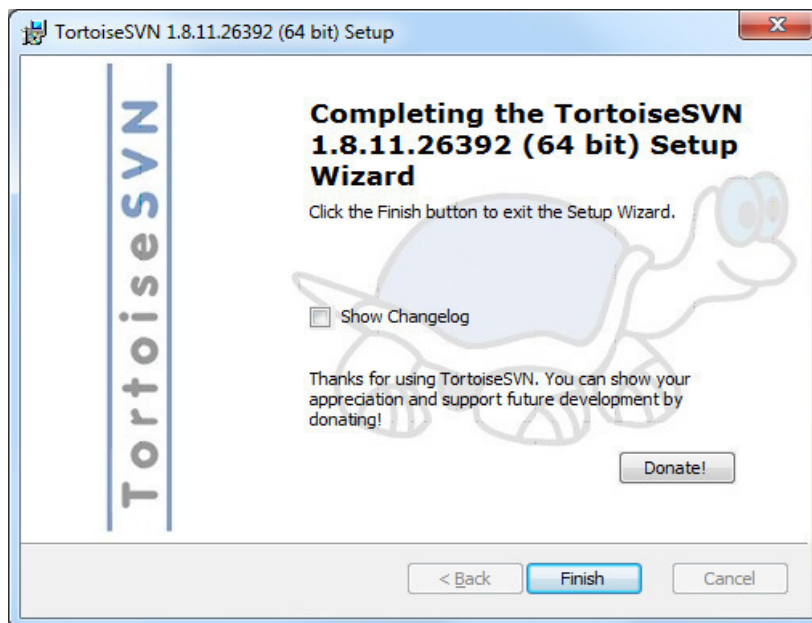 TortoiseSVN 1.8.11.26392 (64 bit) Setup
TortoiseSVN
Completing the TortoiseSVN
1.8.11.26392 (64 bit) Setup
Wizard
Click the Finish button to exit the Setup Wizard.
Show Changelog
Thanks for using TortoiseSVN. You can show your
appreciation and support future development by
donating!
Donate!
< Back
Finish
Cancel